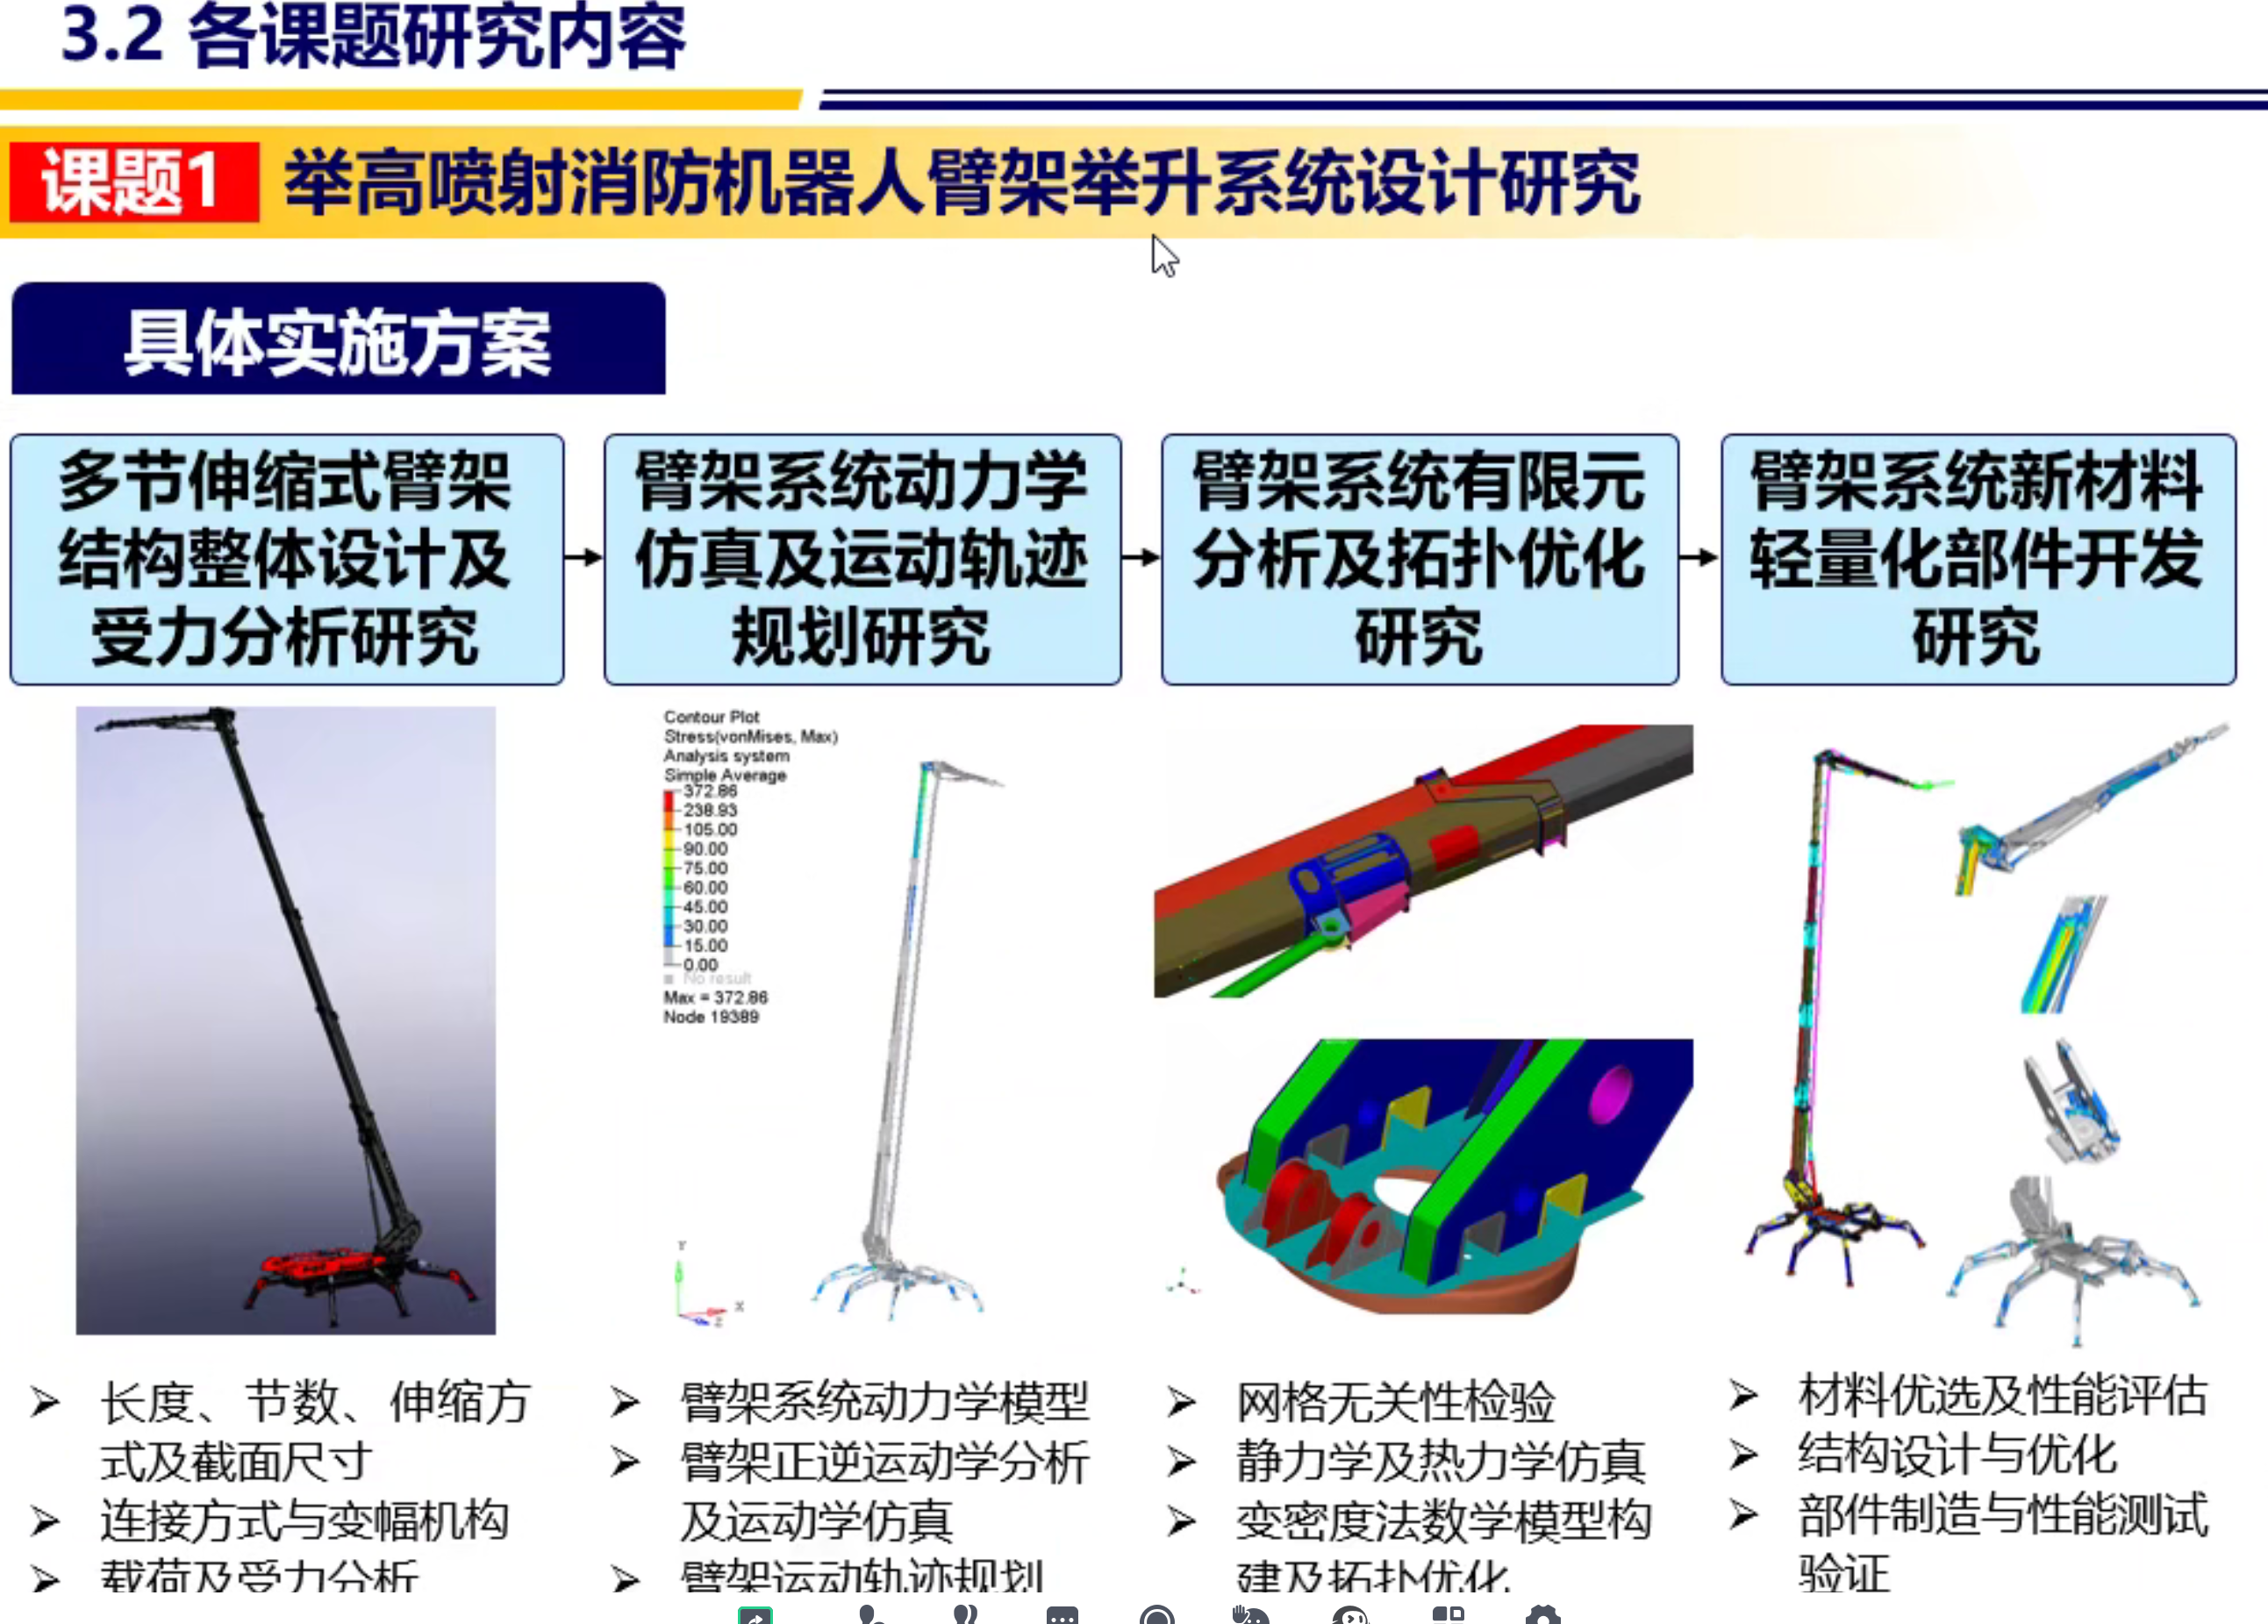 3.2 各课题研究内容
课题1 举高喷射消防机器人臂架举升系统设计研究
具体实施方案
多节伸缩式臂架
结构整体设计及
受力分析研究
臂架系统动力学
仿真及运动轨迹
规划研究
臂架系统有限元
分析及拓扑优化
研究
臂架系统新材料
轻量化部件开发
研究
Contour Plot
Stress(vonMises, Max)
Analysis system
Simple Average
372.86
238.93
105.00
90.00
75.00
60.00
45.00
30.00
15.00
0.00
No result
Max = 372.86
Node 19389
Y
X
Z
➢ 长度、节数、伸缩方
式及截面尺寸
➢ 连接方式与变幅机构
➢ 载荷及受力分析
➢ 臂架系统动力学模型
➢ 臂架正逆运动学分析
及运动学仿真
➢ 臂架运动轨迹规划
➢ 网格无关性检验
➢ 静力学及热力学仿真
➢ 变密度法数学模型构
建及拓扑优化
➢ 材料优选及性能评估
➢ 结构设计与优化
➢ 部件制造与性能测试
验证